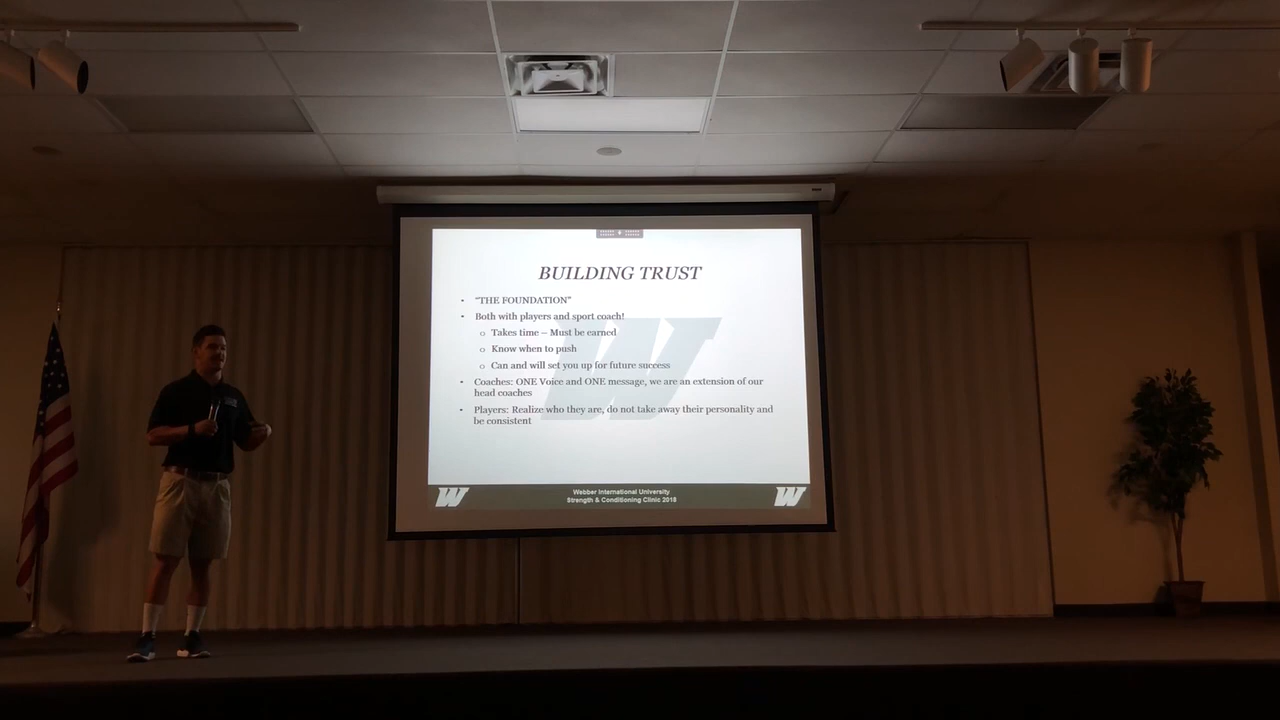 BUILDING TRUST
• "THE FOUNDATION"
• Both with players and sport coach!
o Takes time – Must be earned
o Know when to push
o Can and will set you up for future success
• Coaches: ONE Voice and ONE message, we are an extension of our
head coaches
• Players: Realize who they are, do not take away their personality and
be consistent
W
W Webber International University W
Strength & Conditioning Clinic 2018